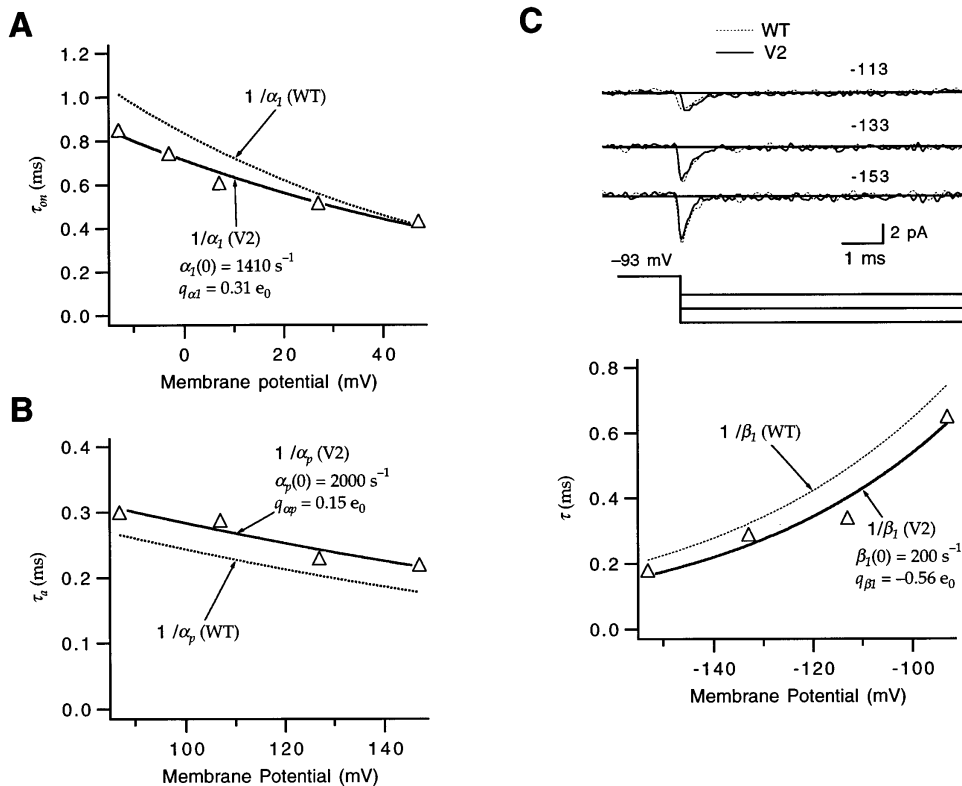 A
1.2
1.0
0.8
0.6
0.4
0.2
0.0
τon (ms)
1/α1 (WT)
1/α1 (V2)
α1(0) = 1410 s−1
qα1 = 0.31 e0
0
20
40
Membrane potential (mV)
B
0.4
0.3
0.2
0.1
0.0
τa (ms)
1/αp (V2)
αp(0) = 2000 s−1
qαp = 0.15 e0
1/αp (WT)
100
120
140
Membrane Potential (mV)
C
WT
V2
-113
-133
-153
2 pA
1 ms
−93 mV
0.8
0.6
0.4
0.2
0.0
τ (ms)
1/β1 (WT)
1/β1 (V2)
β1(0) = 200 s−1
qβ1 = −0.56 e0
-140
-120
-100
Membrane Potential (mV)